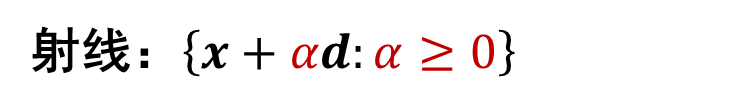 射线：{x + αd: α ≥ 0}